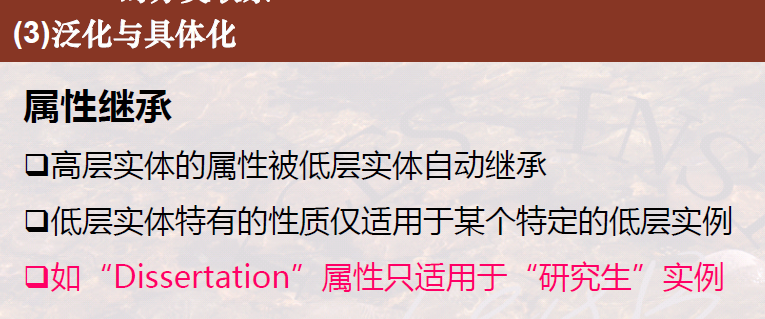 (3)泛化与具体化
属性继承
❑高层实体的属性被低层实体自动继承
❑低层实体特有的性质仅适用于某个特定的低层实例
❑如“Dissertation”属性只适用于“研究生”实例